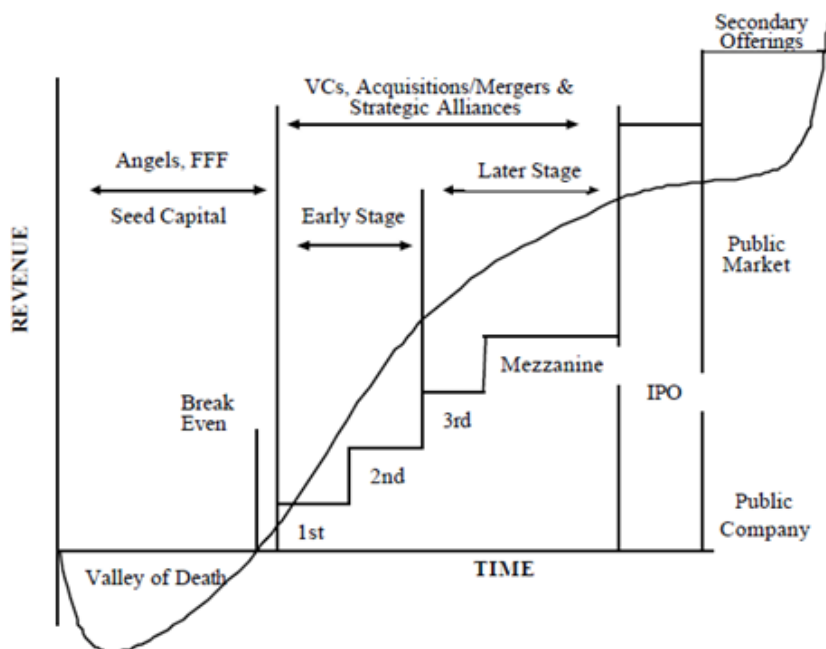 Secondary
Offerings
VCs, Acquisitions/Mergers &
Strategic Alliances
Angels, FFF
Seed Capital
Early Stage
Later Stage
Public
Market
REVENUE
Break
Even
Mezzanine
IPO
3rd
2nd
1st
Public
Company
Valley of Death
TIME